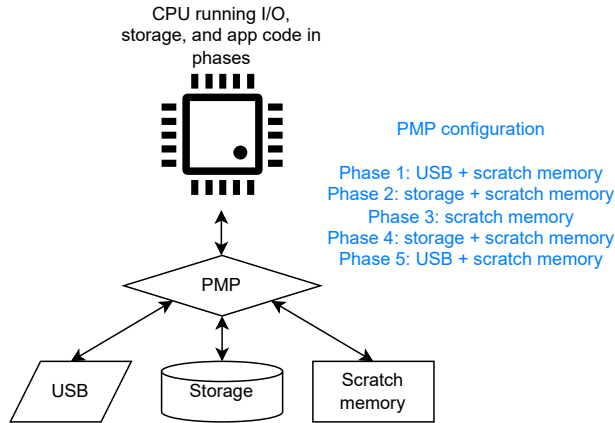 CPU running I/O,
storage, and app code in
phases
PMP configuration
Phase 1: USB + scratch memory
Phase 2: storage + scratch memory
Phase 3: scratch memory
Phase 4: storage + scratch memory
Phase 5: USB + scratch memory
PMP
USB
Storage
Scratch
memory